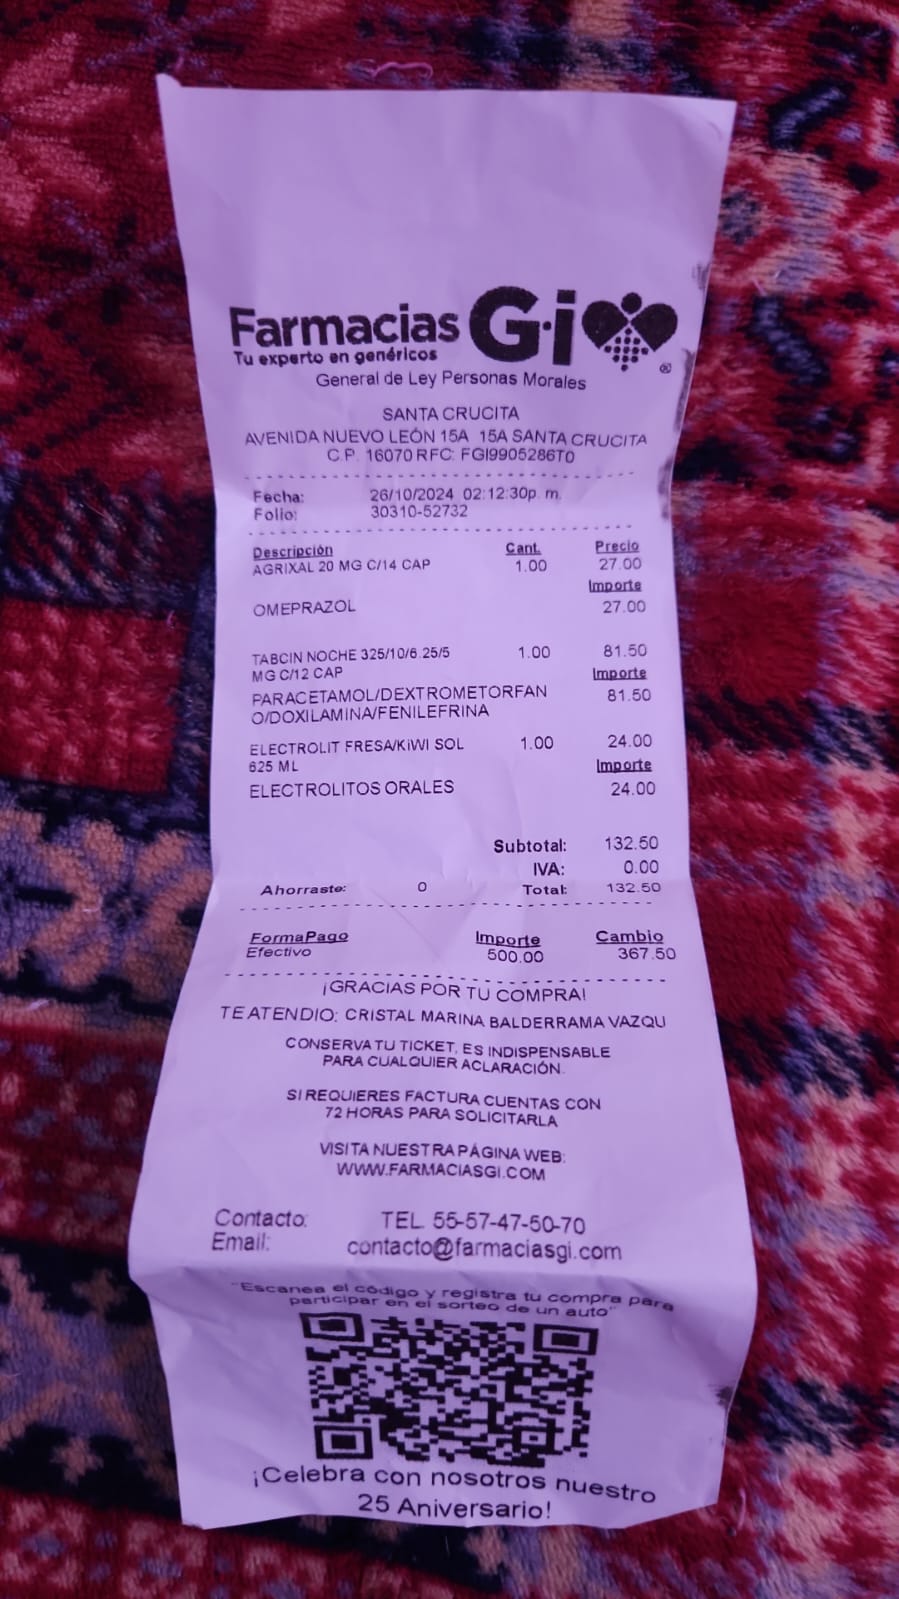 Farmacias G·i ®
Tu experto en genéricos
General de Ley Personas Morales
SANTA CRUCITA
AVENIDA NUEVO LEÓN 15A 15A SANTA CRUCITA
C.P. 16070 RFC: FGI9905286T0
Fecha: 26/10/2024 02:12:30p. m.
Folio: 30310-52732
Descripción Cant. Precio
AGRIXAL 20 MG C/14 CAP 1.00 27.00
Importe
OMEPRAZOL 27.00
TABCIN NOCHE 325/10/6.25/5 1.00 81.50
MG C/12 CAP Importe
PARACETAMOL/DEXTROMETORFAN 81.50
O/DOXILAMINA/FENILEFRINA
ELECTROLIT FRESA/KIWI SOL 1.00 24.00
625 ML Importe
ELECTROLITOS ORALES 24.00
Subtotal: 132.50
IVA: 0.00
Ahorraste: 0 Total: 132.50
FormaPago Importe Cambio
Efectivo 500.00 367.50
¡GRACIAS POR TU COMPRA!
TE ATENDIO: CRISTAL MARINA BALDERRAMA VAZQU
CONSERVA TU TICKET, ES INDISPENSABLE
PARA CUALQUIER ACLARACIÓN.
SI REQUIERES FACTURA CUENTAS CON
72 HORAS PARA SOLICITARLA
VISITA NUESTRA PÁGINA WEB:
WWW.FARMACIASGI.COM
Contacto: TEL. 55-57-47-50-70
Email: contacto@farmaciasgi.com
"Escanea el código y registra tu compra para
participar en el sorteo de un auto"
¡Celebra con nosotros nuestro
25 Aniversario!